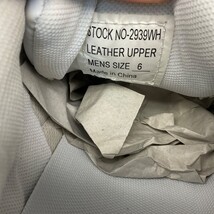 STOCK NO-2939WH
LEATHER UPPER
MENS SIZE 6
Made in China